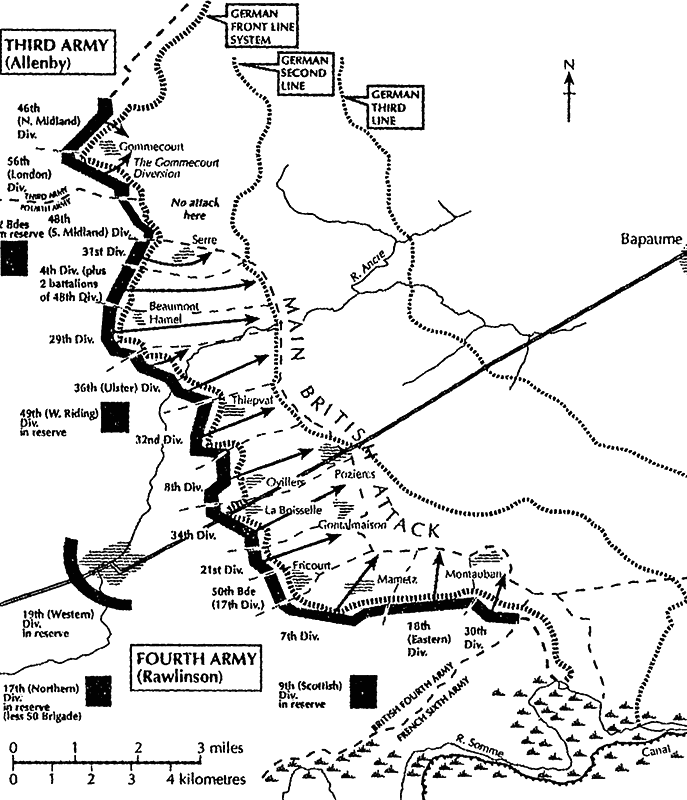 GERMAN
FRONT LINE
SYSTEM
THIRD ARMY
(Allenby)
GERMAN
SECOND
LINE
GERMAN
THIRD
LINE
N
46th
(N. Midland)
Div.
Gommecourt
The Gommecourt
Diversion
56th
(London)
Div.
THIRD ARMY
FOURTH ARMY
No attack
here
48th
(S. Midland) Div.
2 Bdes
in reserve
Serre
31st Div.
Bapaume
R. Ancre
4th Div. (plus
2 battalions
of 48th Div.)
Beaumont
Hamel
29th Div.
MAIN
BRITISH
ATTACK
36th (Ulster) Div.
Thiepval
49th (W. Riding)
Div.
in reserve
32nd Div.
Pozieres
8th Div.
Ovillers
La Boisselle
Contalmaison
34th Div.
21st Div.
Fricourt
Mametz
Montauban
50th Bde
(17th Div.)
19th (Western)
Div.
in reserve
7th Div.
18th
(Eastern)
Div.
30th
Div.
FOURTH ARMY
(Rawlinson)
17th (Northern)
Div.
in reserve
(less 50 Brigade)
9th (Scottish)
Div.
in reserve
BRITISH FOURTH ARMY
FRENCH SIXTH ARMY
R. Somme
Canal
0 1 2 3 miles
0 1 2 3 4 kilometres